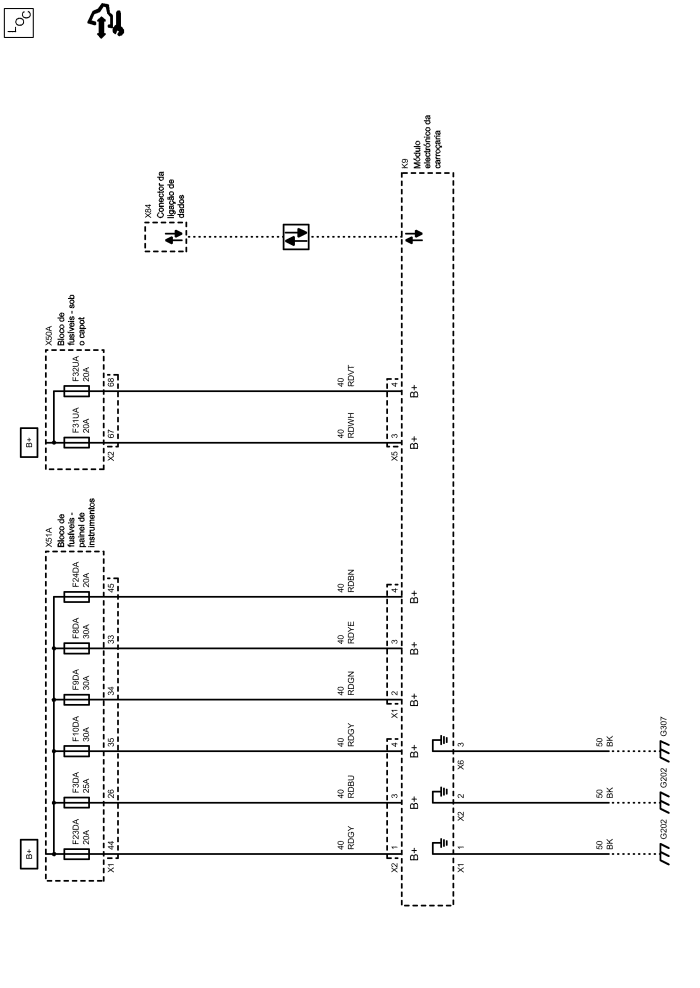 LOC
X84
Conector da
ligação de
dados
K9
Módulo
electrónico da
carroçaria
X50A
Bloco de
fusíveis - sob
o capot
B+
F32UA
20A
F31UA
20A
68
67
X2
40
RDVT
40
RDWH
4
3
X5
B+
B+
X51A
Bloco de
fusíveis -
painel de
instrumentos
B+
F24DA
20A
F8DA
30A
F9DA
30A
F10DA
30A
F3DA
25A
F23DA
20A
45
33
34
35
26
44
X1
40
RDBN
40
RDYE
40
RDGN
40
RDGY
40
RDBU
40
RDGY
4
3
2
X1
4
3
1
X2
B+
B+
B+
B+
B+
B+
3
X6
2
X2
1
X1
50
BK
50
BK
50
BK
G307
G202
G202